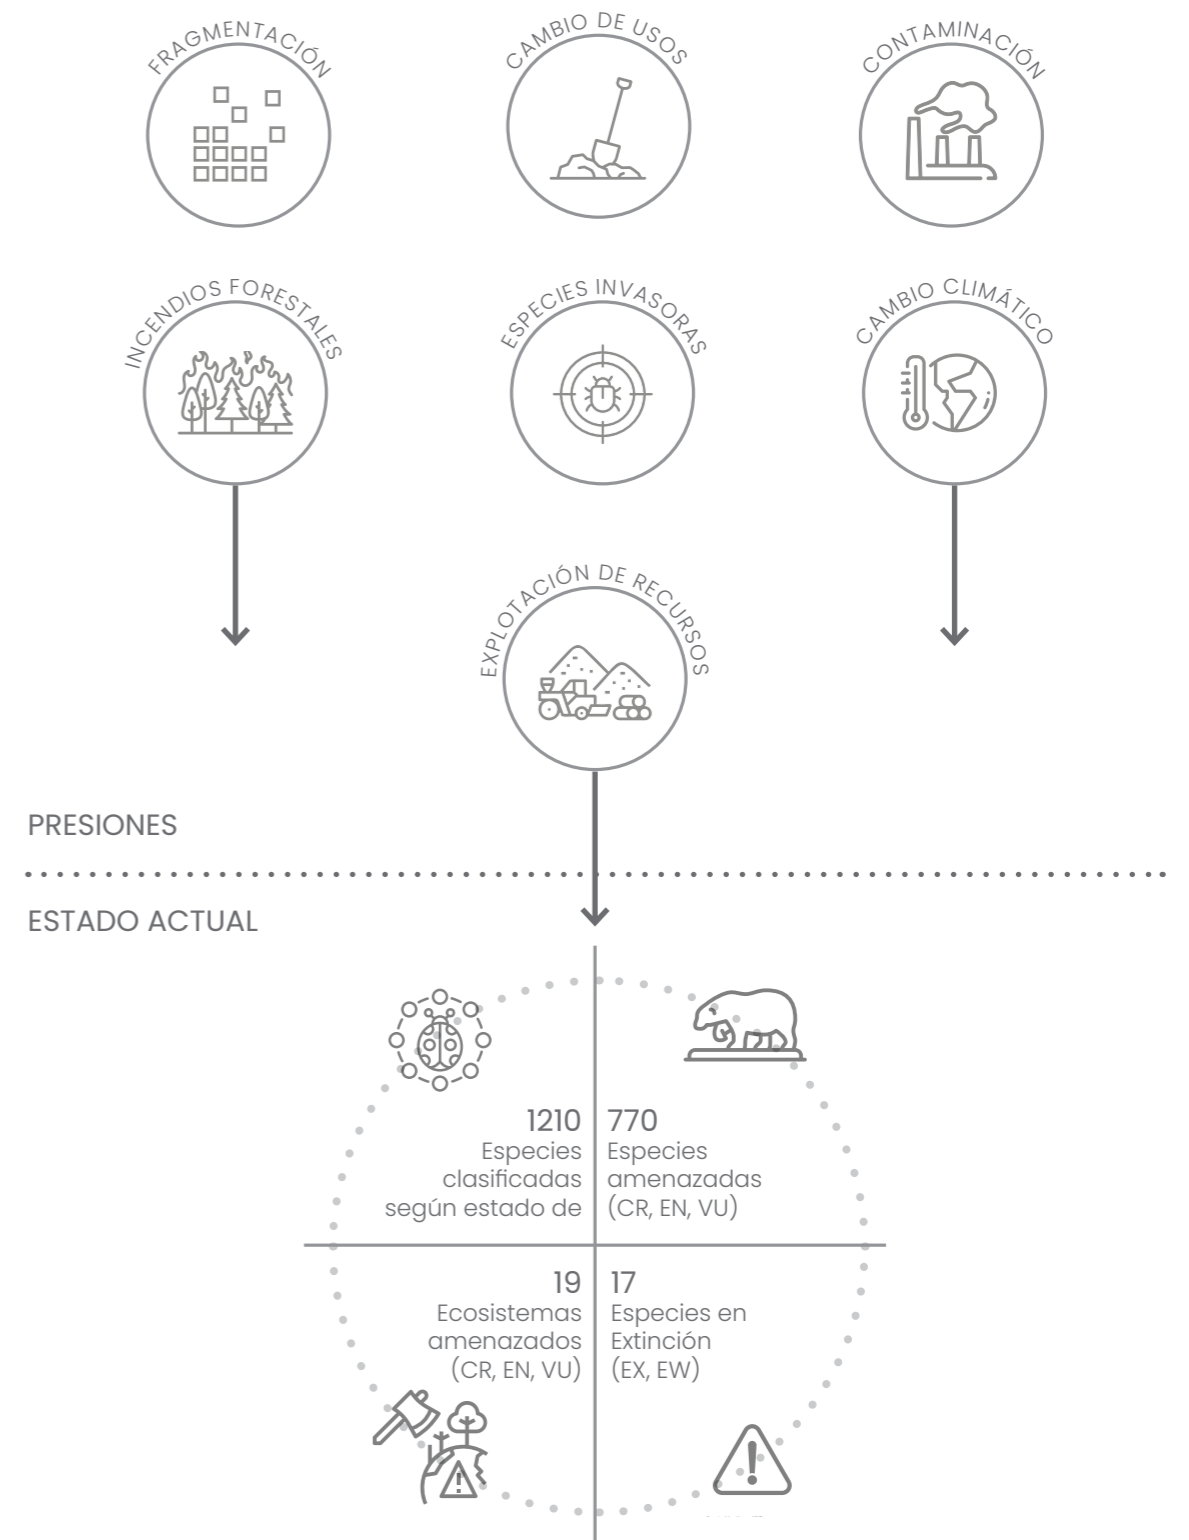 FRAGMENTACIÓN
CAMBIO DE USOS
CONTAMINACIÓN
INCENDIOS FORESTALES
ESPECIES INVASORAS
CAMBIO CLIMÁTICO
EXPLOTACIÓN DE RECURSOS
PRESIONES
ESTADO ACTUAL
1210
Especies
clasificadas
según estado de
770
Especies
amenazadas
(CR, EN, VU)
19
Ecosistemas
amenazados
(CR, EN, VU)
17
Especies en
Extinción
(EX, EW)